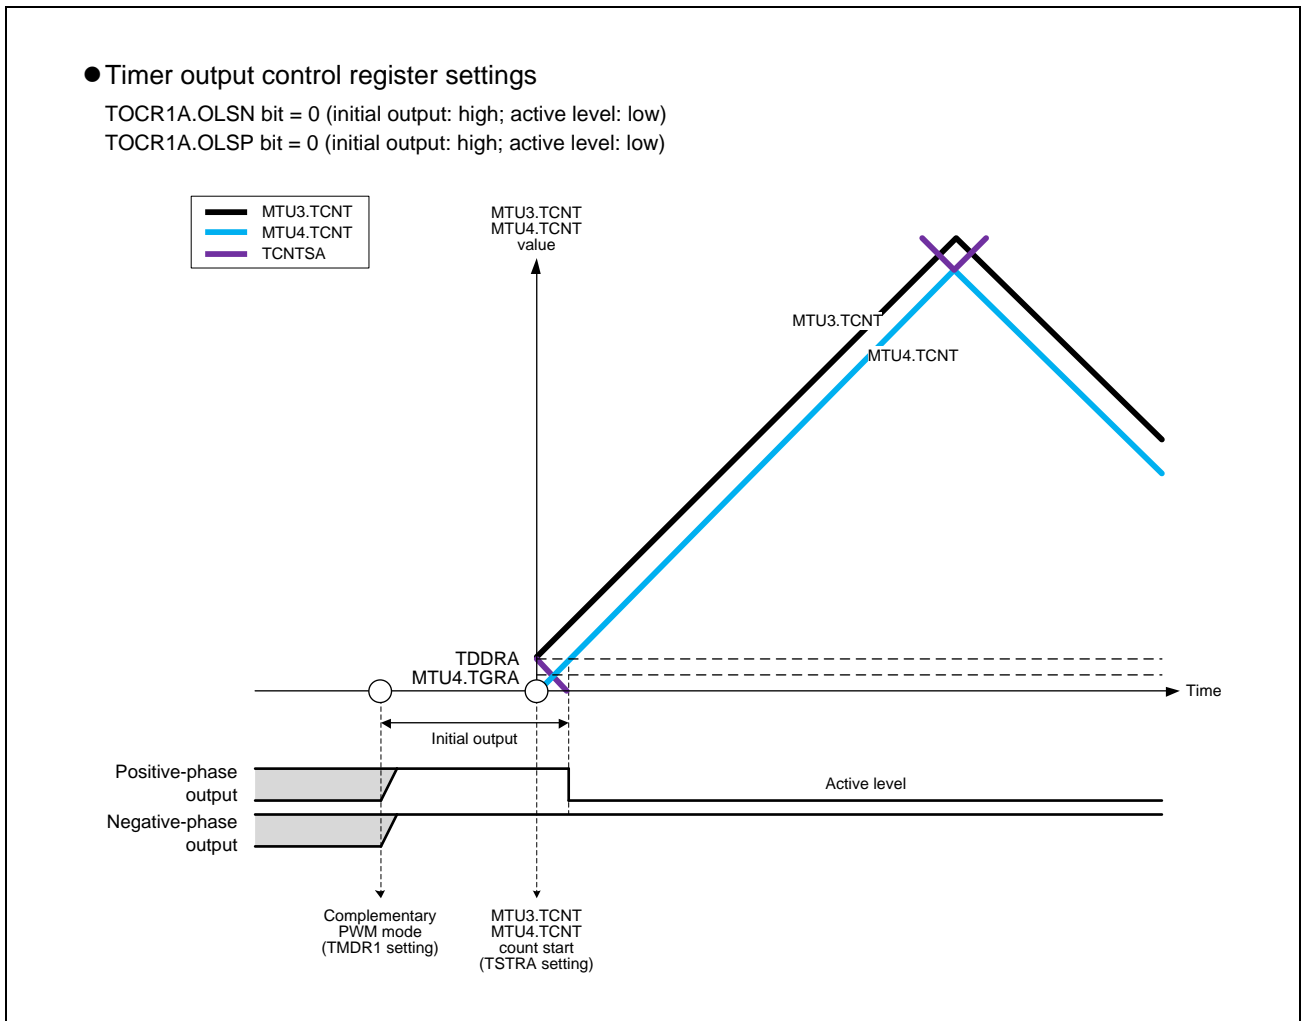 ● Timer output control register settings
TOCR1A.OLSN bit = 0 (initial output: high; active level: low)
TOCR1A.OLSP bit = 0 (initial output: high; active level: low)
MTU3.TCNT
MTU4.TCNT
TCNTSA
MTU3.TCNT
MTU4.TCNT
value
MTU3.TCNT
MTU4.TCNT
TDDRA
MTU4.TGRA
Time
Initial output
Positive-phase
output
Active level
Negative-phase
output
Complementary
PWM mode
(TMDR1 setting)
MTU3.TCNT
MTU4.TCNT
count start
(TSTRA setting)